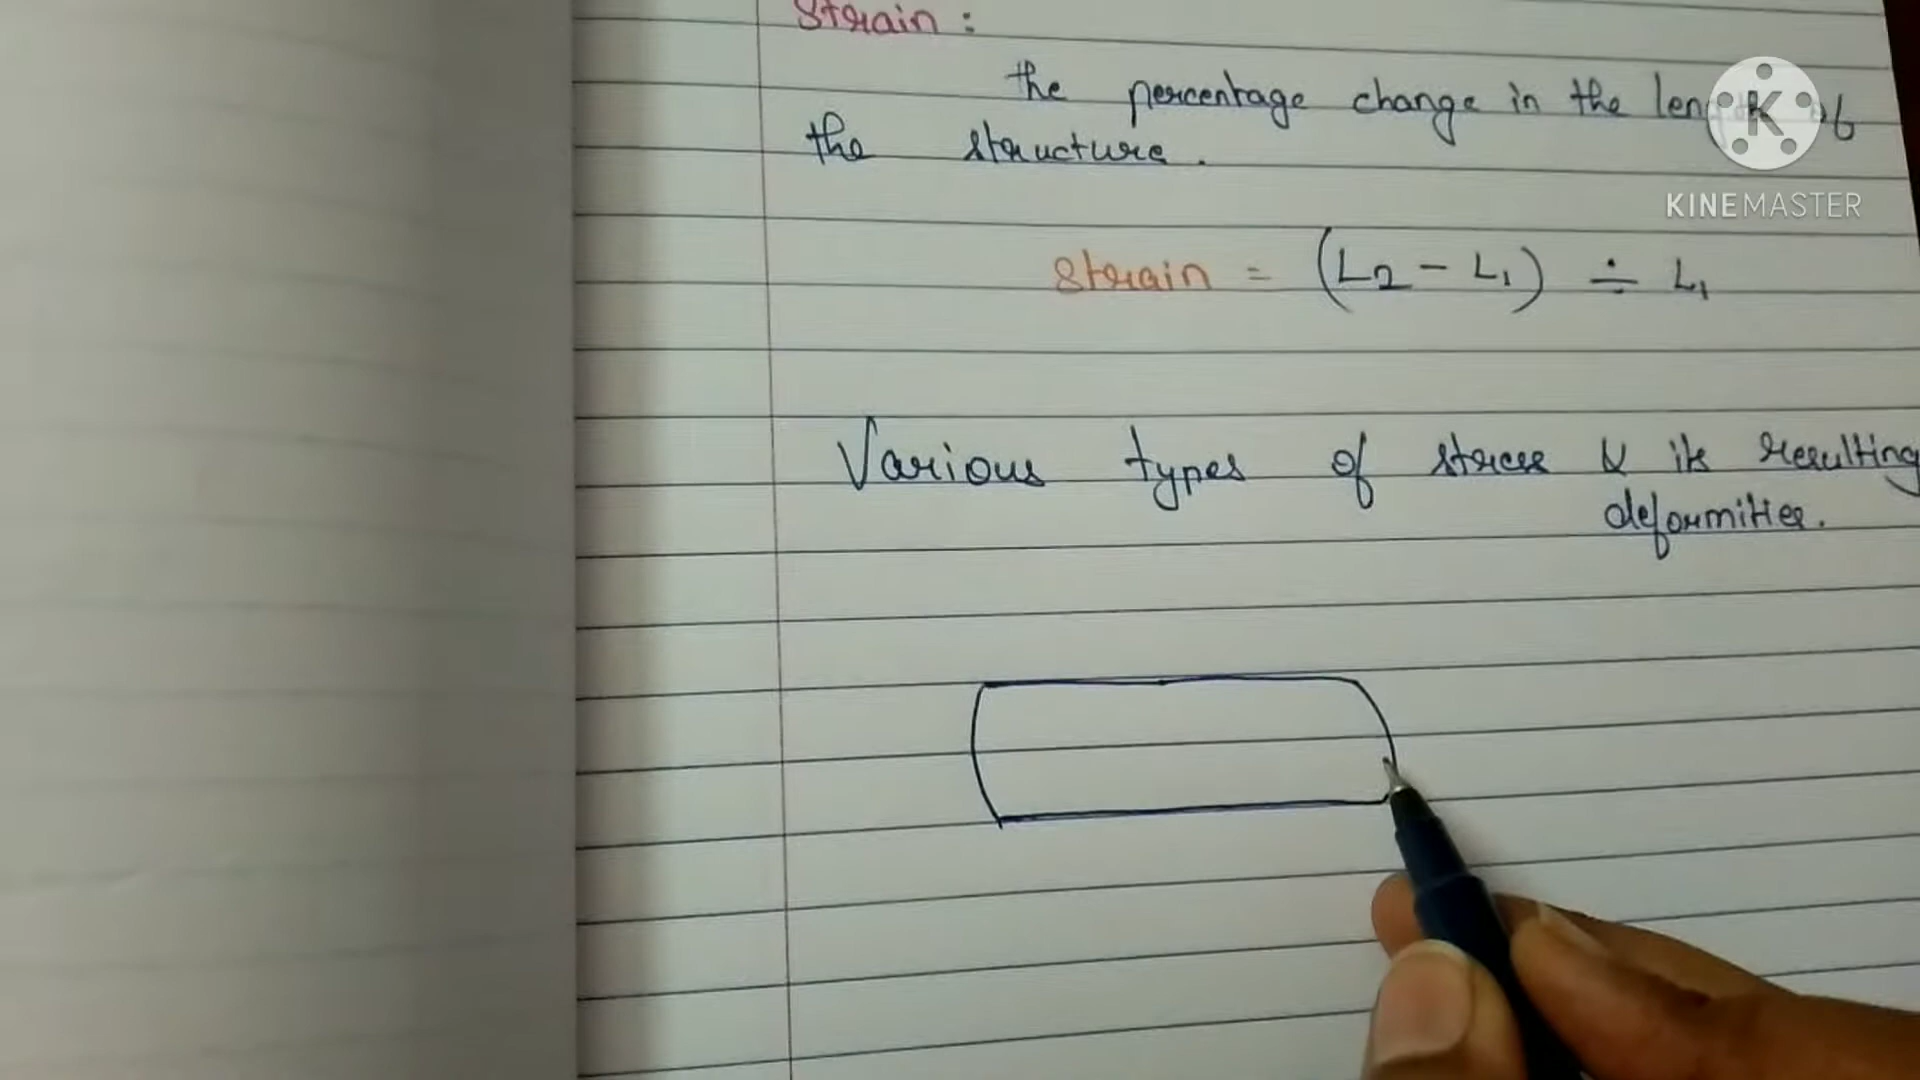 Strain :
the percentage change in the length of
the structure.
Strain = (L2 - L1) ÷ L1
Various types of stress & its resulting
deformities.
K
KINEMASTER